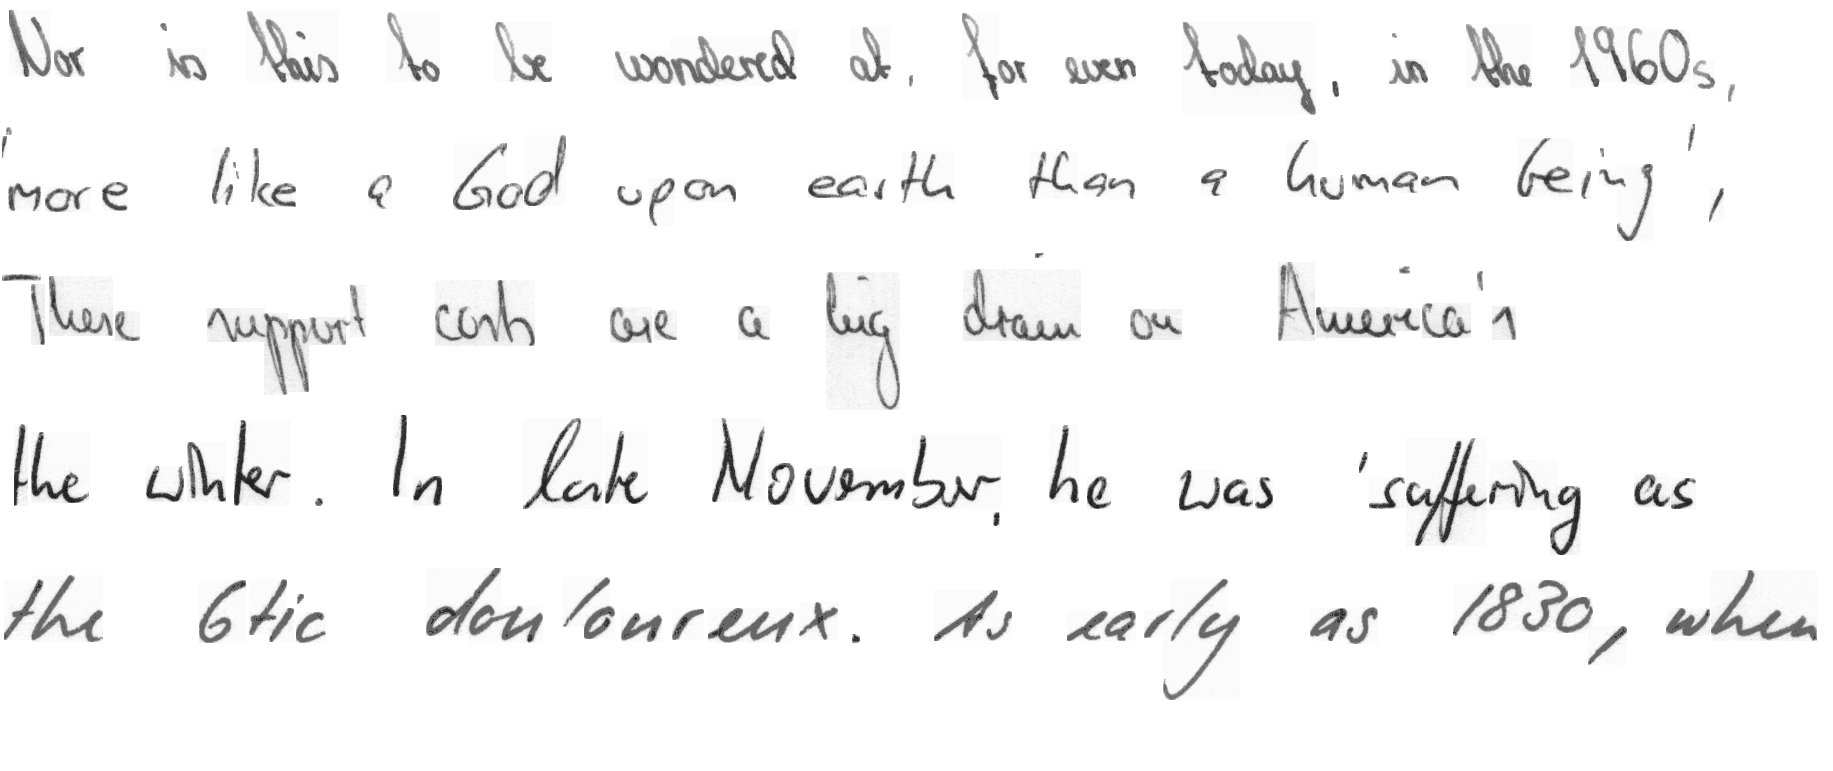 Nor is this to be wondered at, for even today, in the 1960s,
'more like a God upon earth than a human being',
These support costs are a big drain on America's
the winter. In late November, he was 'suffering as
the 6tic douloureux. As early as 1830, when